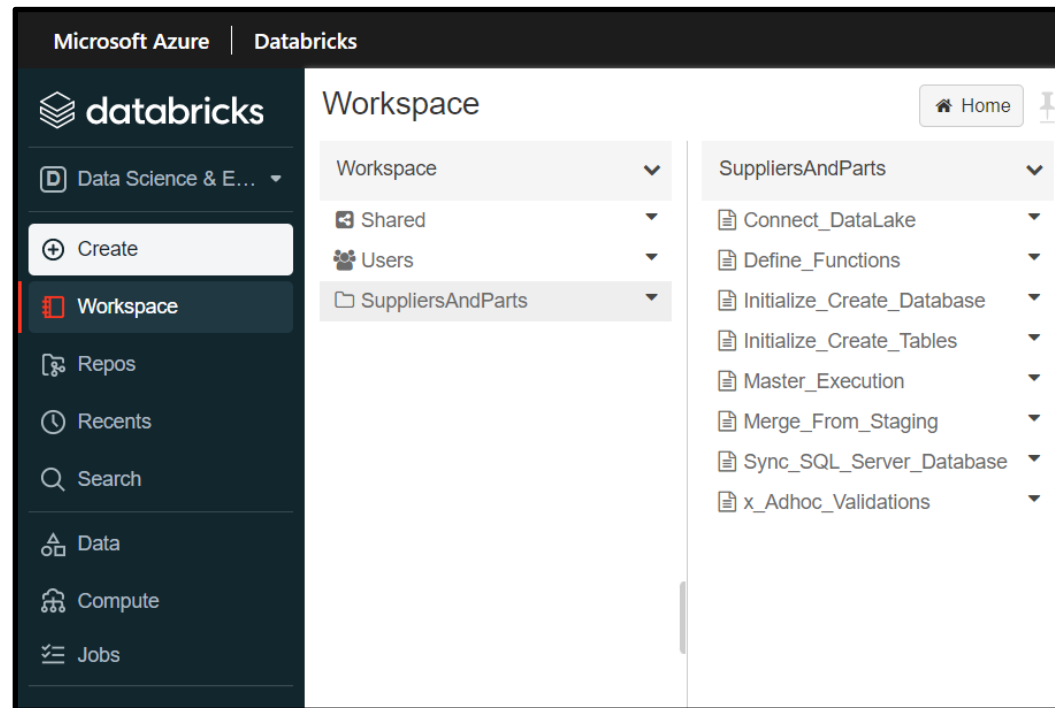 Microsoft Azure Databricks
databricks
D Data Science & E...
Create
Workspace
Repos
Recents
Search
Data
Compute
Jobs
Workspace
Home
Workspace
Shared
Users
SuppliersAndParts
SuppliersAndParts
Connect_DataLake
Define_Functions
Initialize_Create_Database
Initialize_Create_Tables
Master_Execution
Merge_From_Staging
Sync_SQL_Server_Database
x_Adhoc_Validations